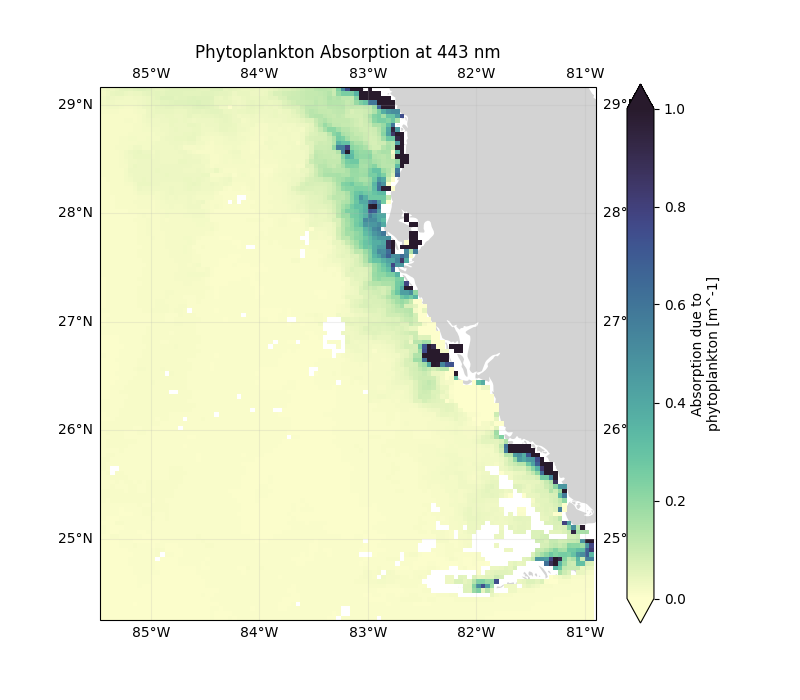 Phytoplankton Absorption at 443 nm
85°W 84°W 83°W 82°W 81°W
29°N 29°
28°N 28°
27°N 27°
26°N 26°
25°N 25°
85°W 84°W 83°W 82°W 81°W
1.0
0.8
0.6
0.4
0.2
0.0
Absorption due to
phytoplankton [m^-1]